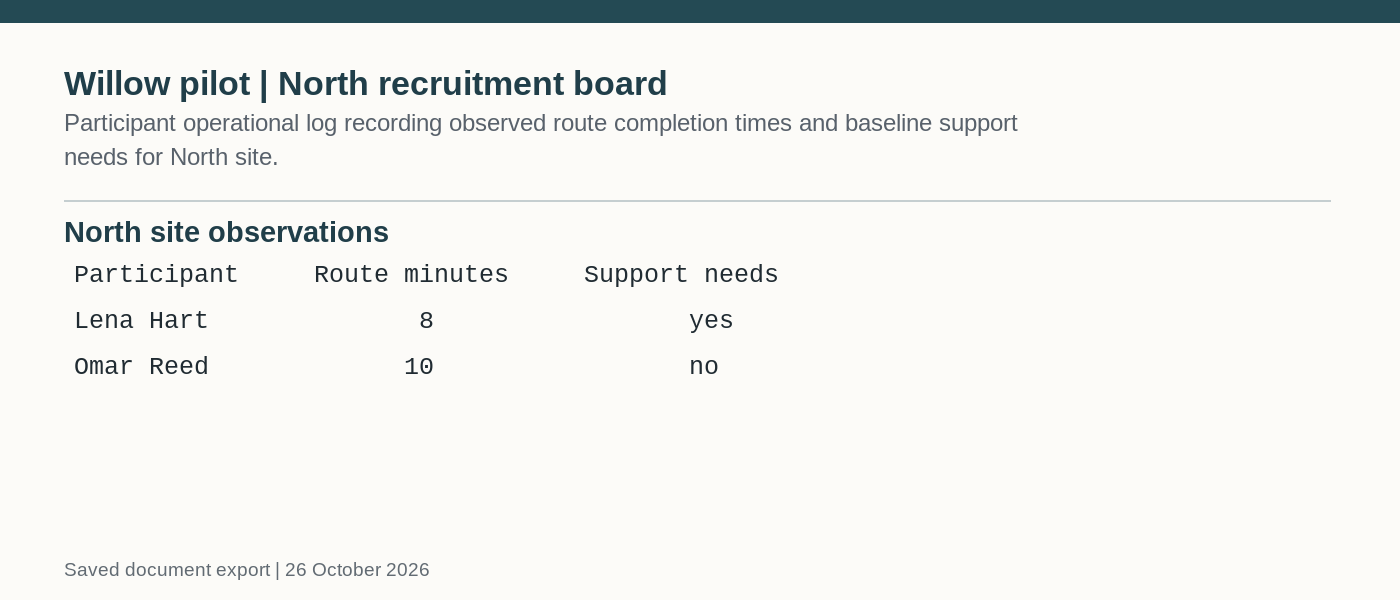 Willow pilot | North recruitment board
Participant operational log recording observed route completion times and baseline support
needs for North site.
North site observations
Participant Route minutes Support needs
Lena Hart 8 yes
Omar Reed 10 no
Saved document export | 26 October 2026